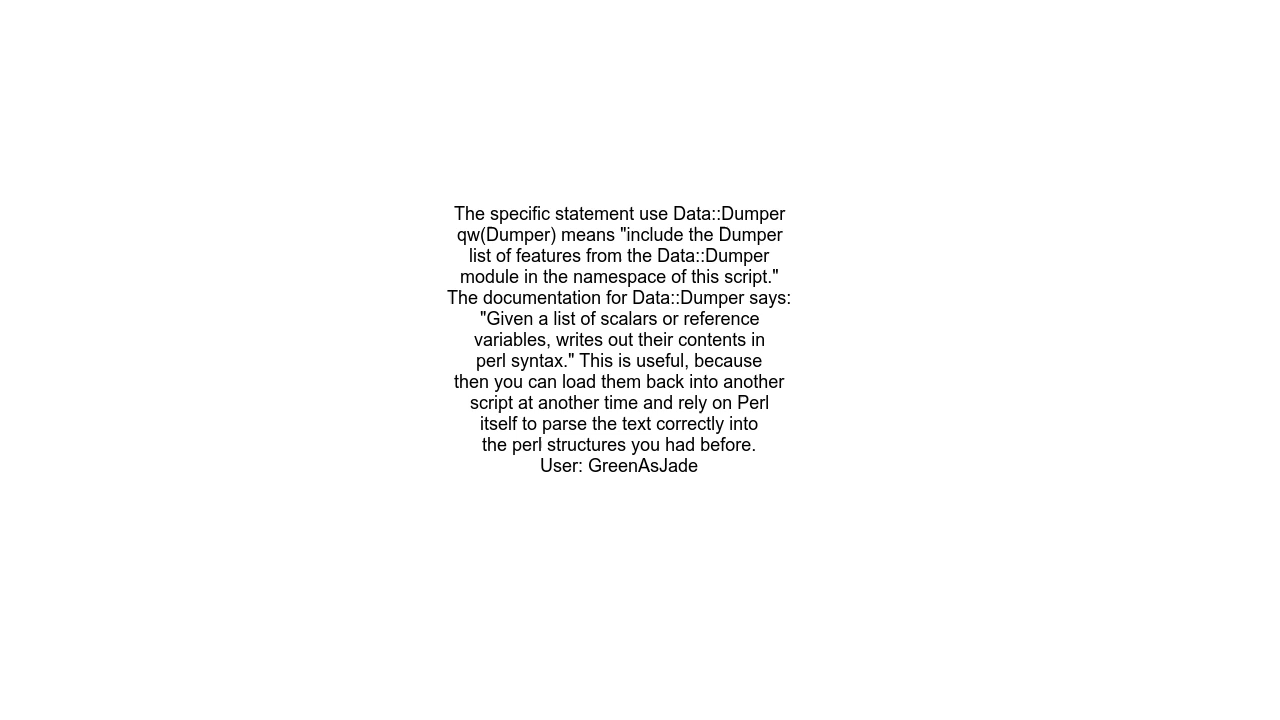 The specific statement use Data::Dumper
qw(Dumper) means "include the Dumper
list of features from the Data::Dumper
module in the namespace of this script."
The documentation for Data::Dumper says:
"Given a list of scalars or reference
variables, writes out their contents in
perl syntax." This is useful, because
then you can load them back into another
script at another time and rely on Perl
itself to parse the text correctly into
the perl structures you had before.
User: GreenAsJade